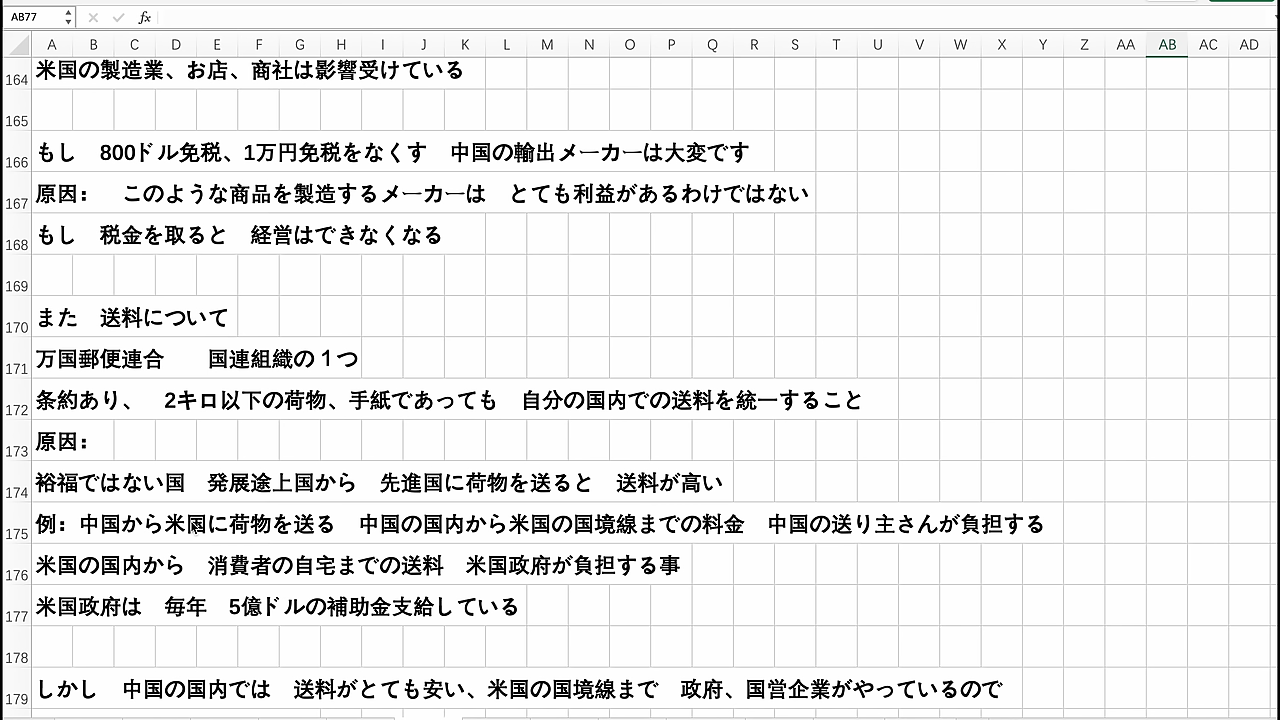 AB77 fx
A B C D E F G H I J K L M N O P Q R S T U V W X Y Z AA AB AC AD
164 米国の製造業、お店、商社は影響受けている
165
166 もし　800ドル免税、1万円免税をなくす　中国の輸出メーカーは大変です
167 原因：　このような商品を製造するメーカーは　とても利益があるわけではない
168 もし　税金を取ると　経営はできなくなる
169
170 また　送料について
171 万国郵便連合　　国連組織の１つ
172 条約あり、　2キロ以下の荷物、手紙であっても　自分の国内での送料を統一すること
173 原因：
174 裕福ではない国　発展途上国から　先進国に荷物を送ると　送料が高い
175 例：中国から米国に荷物を送る　中国の国内から米国の国境線までの料金　中国の送り主さんが負担する
176 米国の国内から　消費者の自宅までの送料　米国政府が負担する事
177 米国政府は　毎年　5億ドルの補助金支給している
178
179 しかし　中国の国内では　送料がとても安い、米国の国境線まで　政府、国営企業がやっているので